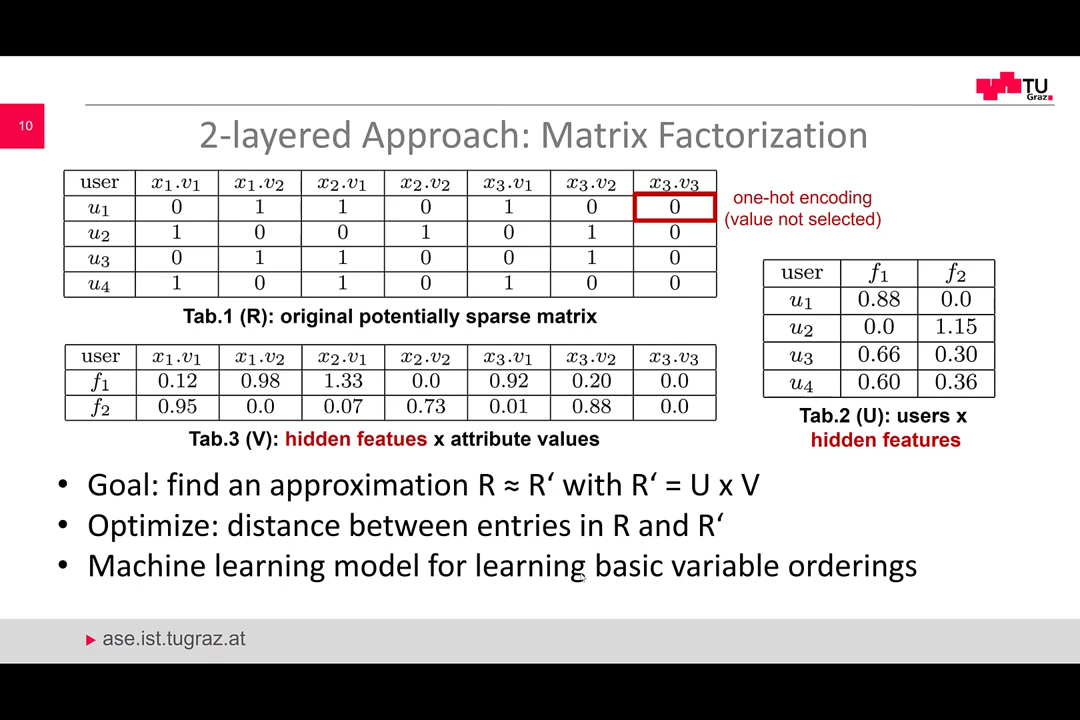 TU
Graz
10
2-layered Approach: Matrix Factorization
user x₁.v₁ x₁.v₂ x₂.v₁ x₂.v₂ x₃.v₁ x₃.v₂ x₃.v₃
u₁ 0 1 1 0 1 0 0
u₂ 1 0 0 1 0 1 0
u₃ 0 1 1 0 0 1 0
u₄ 1 0 1 0 1 0 0
one-hot encoding
(value not selected)
Tab.1 (R): original potentially sparse matrix
user f₁ f₂
u₁ 0.88 0.0
u₂ 0.0 1.15
u₃ 0.66 0.30
u₄ 0.60 0.36
Tab.2 (U): users x
hidden features
user x₁.v₁ x₁.v₂ x₂.v₁ x₂.v₂ x₃.v₁ x₃.v₂ x₃.v₃
f₁ 0.12 0.98 1.33 0.0 0.92 0.20 0.0
f₂ 0.95 0.0 0.07 0.73 0.01 0.88 0.0
Tab.3 (V): hidden featues x attribute values
• Goal: find an approximation R ≈ R‘ with R‘ = U x V
• Optimize: distance between entries in R and R‘
• Machine learning model for learning basic variable orderings
ase.ist.tugraz.at